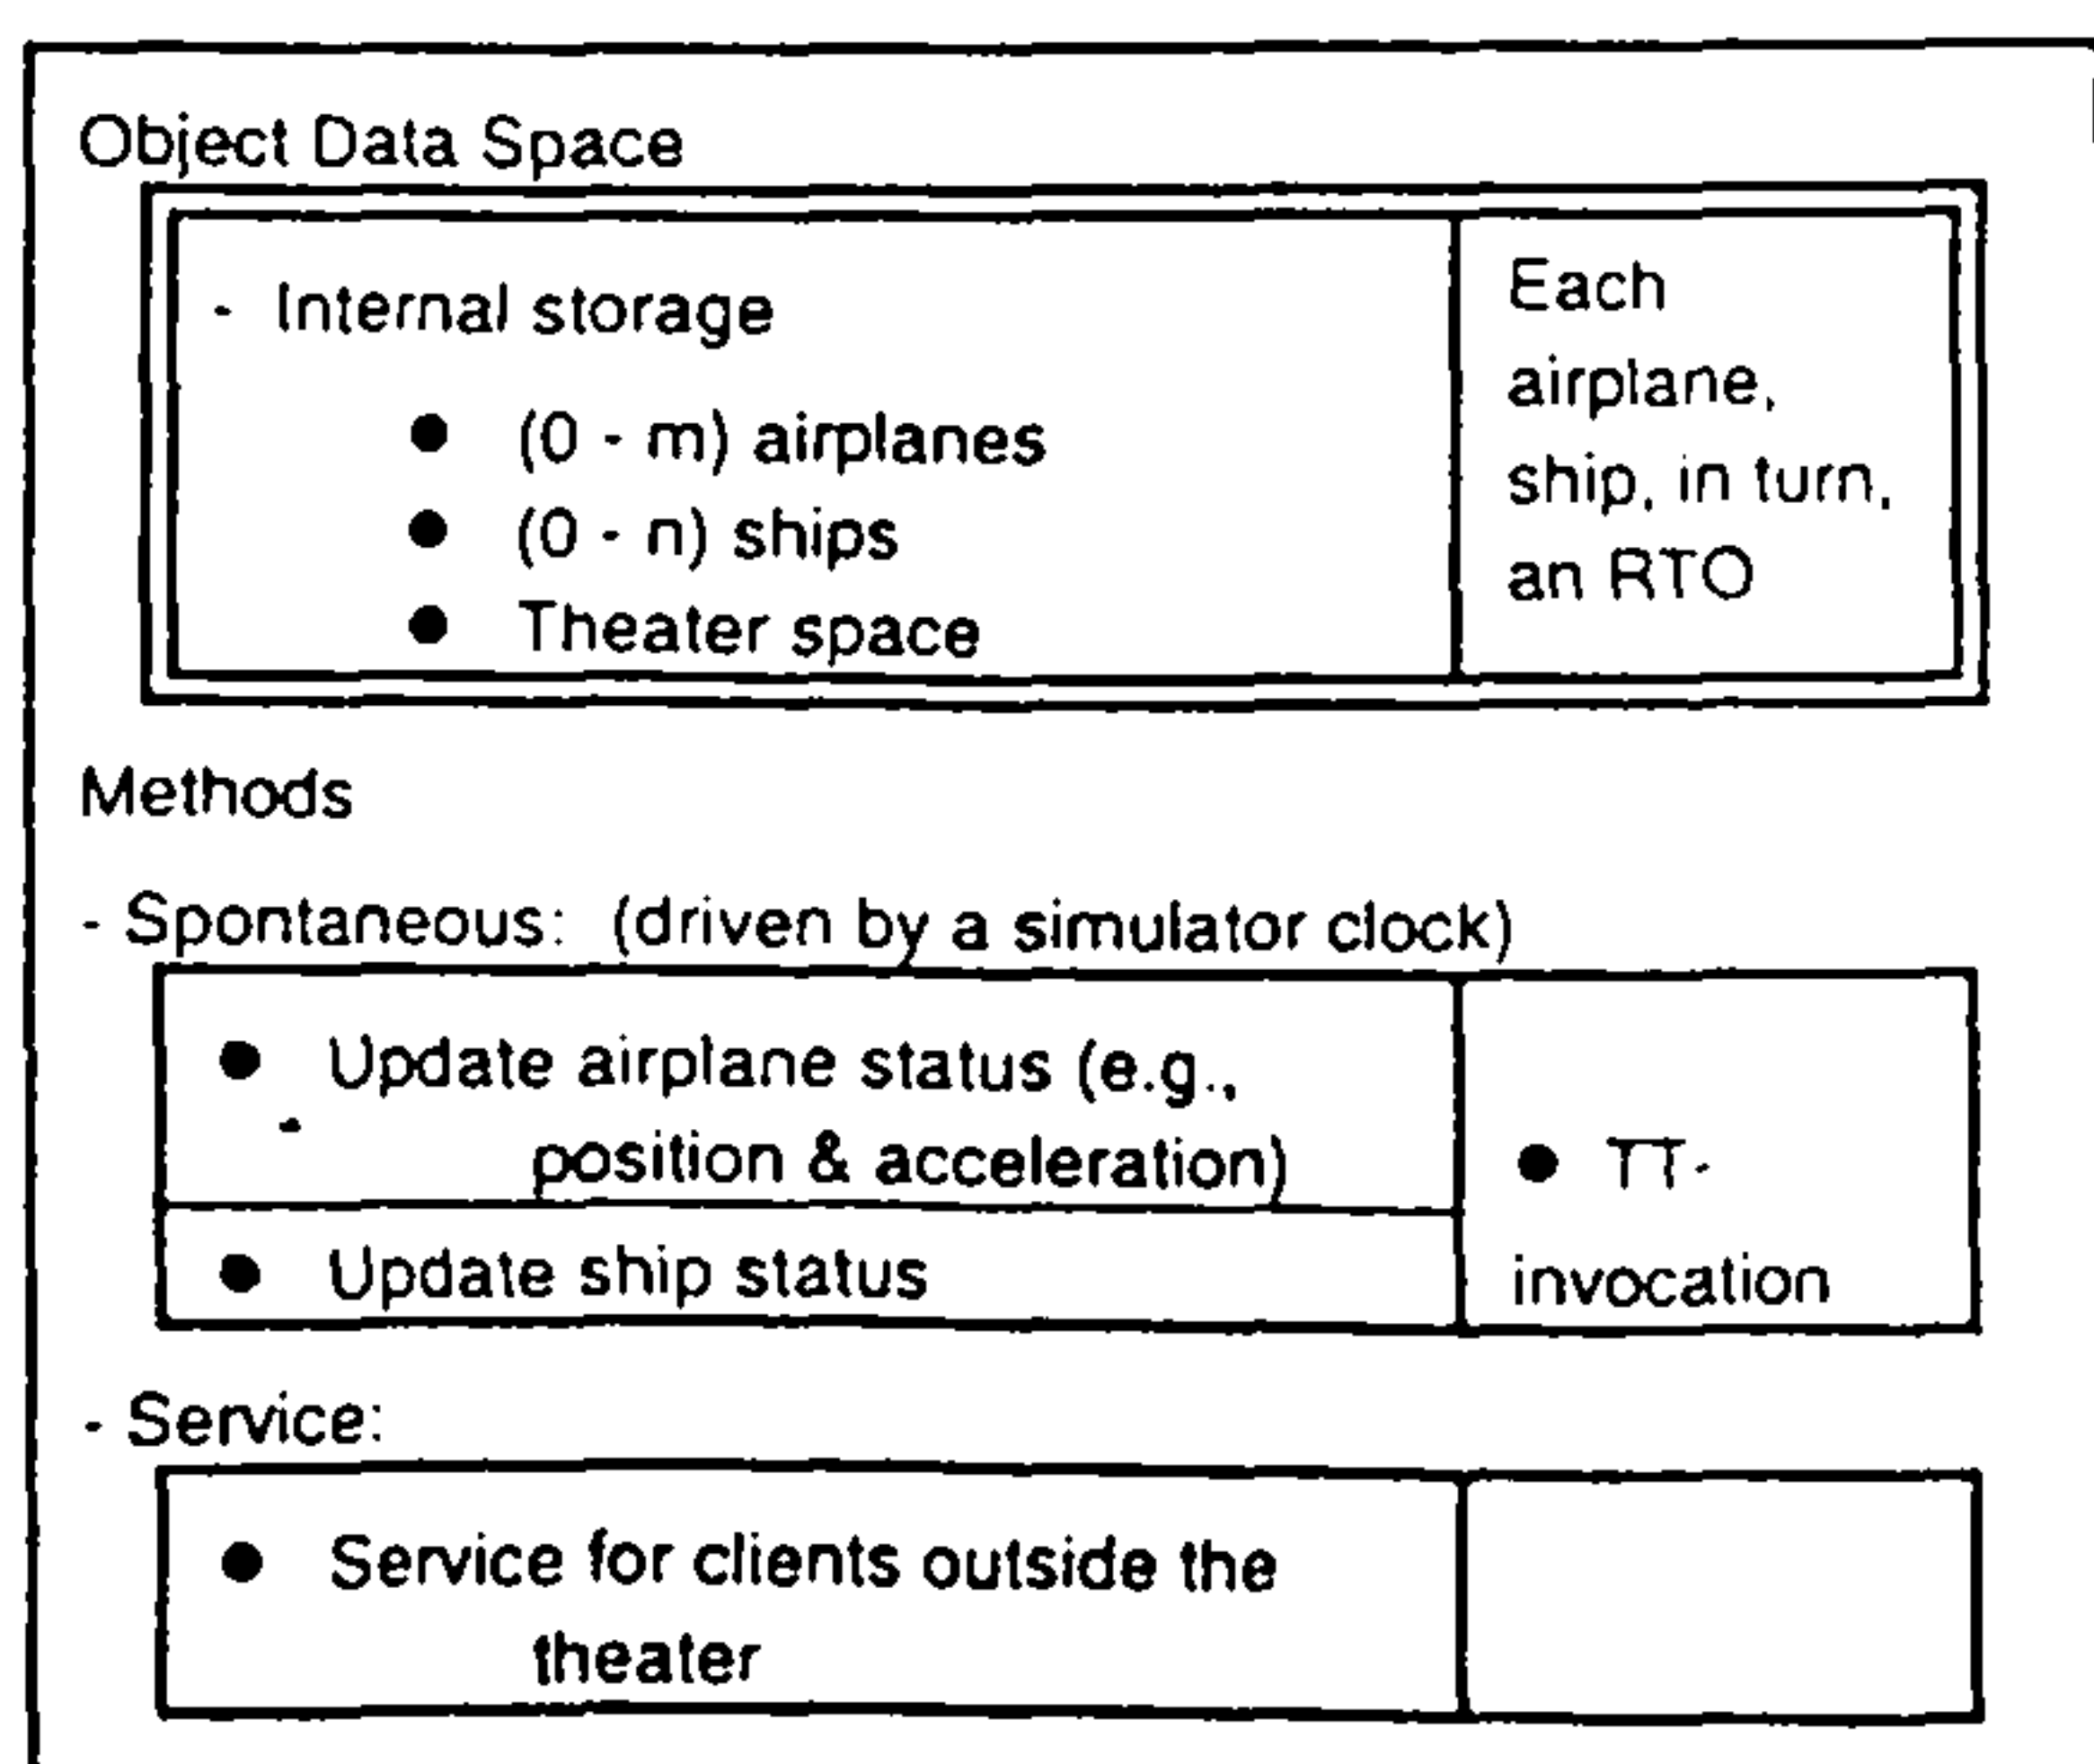 Object Data Space
- Internal storage
● (0 - m) airplanes
● (0 - n) ships
● Theater space
Each
airplane,
ship, in turn,
an RTO
Methods
- Spontaneous: (driven by a simulator clock)
● Update airplane status (e.g.,
- position & acceleration)
● Update ship status
● TT-
invocation
- Service:
● Service for clients outside the
theater